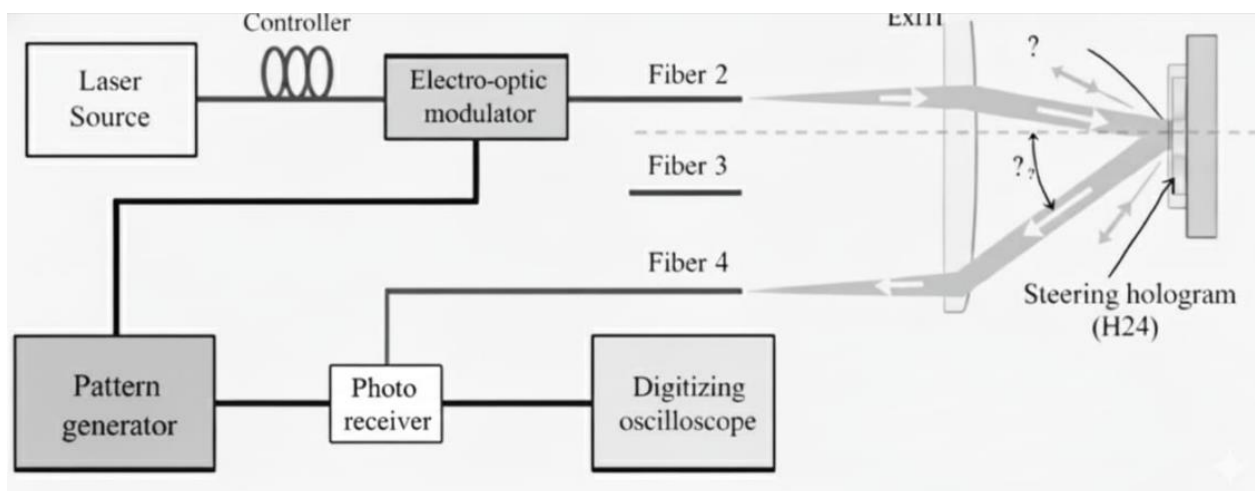 Controller
Laser
Source
Electro-optic
modulator
Fiber 2
?
Fiber 3
?
?
Fiber 4
Steering hologram
(H24)
Pattern
generator
Photo
receiver
Digitizing
oscilloscope